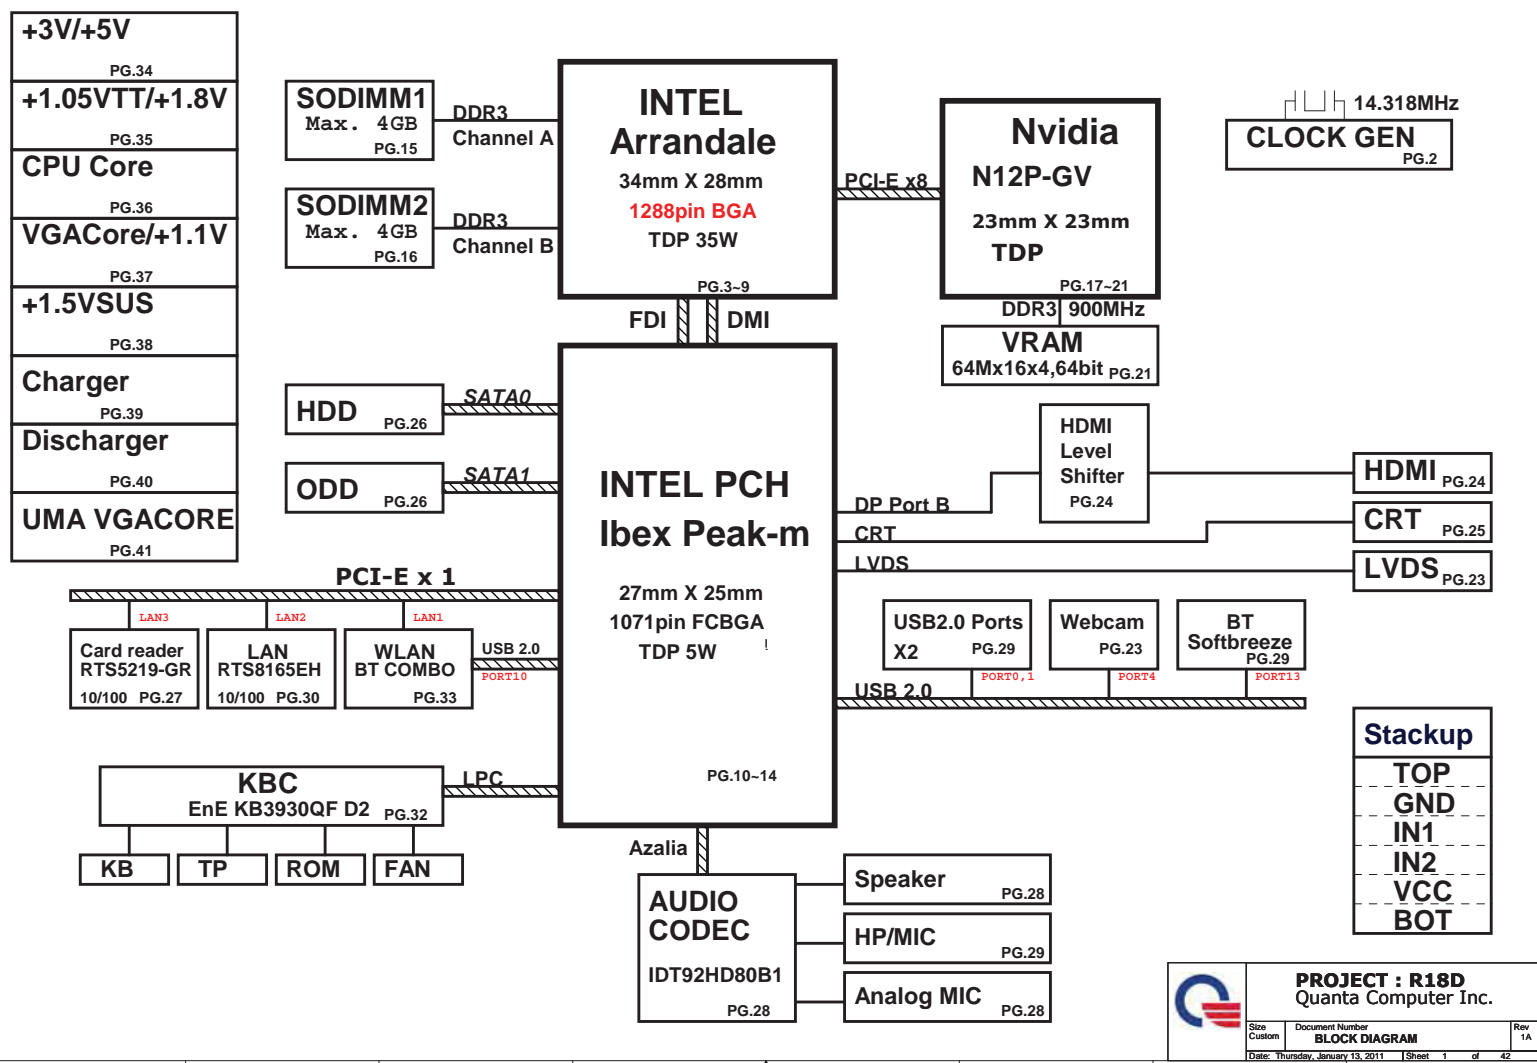 +3V/+5V
PG.34
+1.05VTT/+1.8V
PG.35
CPU Core
PG.36
VGACore/+1.1V
PG.37
+1.5VSUS
PG.38
Charger
PG.39
Discharger
PG.40
UMA VGACORE
PG.41
SODIMM1
Max. 4GB
PG.15
DDR3
Channel A
SODIMM2
Max. 4GB
PG.16
DDR3
Channel B
INTEL
Arrandale
34mm X 28mm
1288pin BGA
TDP 35W
PG.3~9
PCI-E x8
Nvidia
N12P-GV
23mm X 23mm
TDP
PG.17~21
DDR3 900MHz
VRAM
64Mx16x4,64bit PG.21
14.318MHz
CLOCK GEN
PG.2
FDI
DMI
HDD PG.26
SATA0
ODD PG.26
SATA1
INTEL PCH
Ibex Peak-m
27mm X 25mm
1071pin FCBGA
TDP 5W
!
PG.10~14
HDMI
Level
Shifter
PG.24
DP Port B
CRT
LVDS
HDMI PG.24
CRT PG.25
LVDS PG.23
PCI-E x 1
LAN3
LAN2
LAN1
Card reader
RTS5219-GR
10/100 PG.27
LAN
RTS8165EH
10/100 PG.30
WLAN
BT COMBO
PG.33
USB 2.0
PORT10
USB2.0 Ports
X2 PG.29
Webcam
PG.23
BT
Softbreeze
PG.29
PORT0,1
PORT4
PORT13
USB 2.0
KBC
EnE KB3930QF D2 PG.32
LPC
KB
TP
ROM
FAN
Azalia
AUDIO
CODEC
IDT92HD80B1
PG.28
Speaker
PG.28
HP/MIC
PG.29
Analog MIC
PG.28
Stackup
TOP
GND
IN1
IN2
VCC
BOT
PROJECT : R18D
Quanta Computer Inc.
Size
Custom
Document Number
BLOCK DIAGRAM
Rev
1A
Date: Thursday, January 13, 2011 Sheet 1 of 42